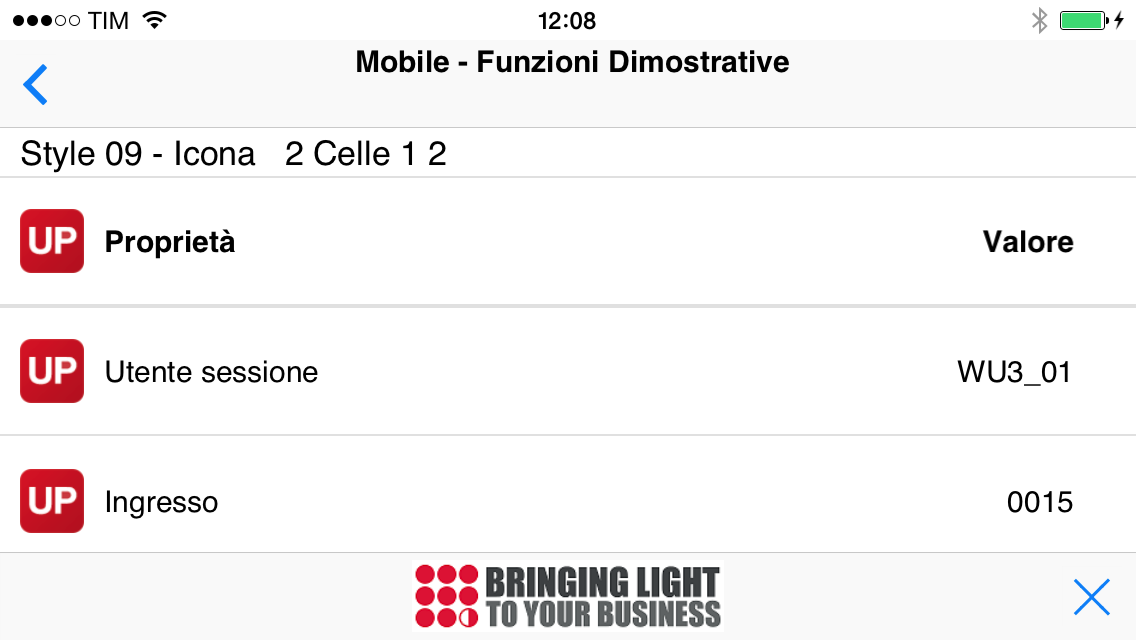 TIM 12:08
Mobile - Funzioni Dimostrative
Style 09 - Icona 2 Celle 1 2
UP Proprietà Valore
UP Utente sessione WU3_01
UP Ingresso 0015
BRINGING LIGHT
TO YOUR BUSINESS